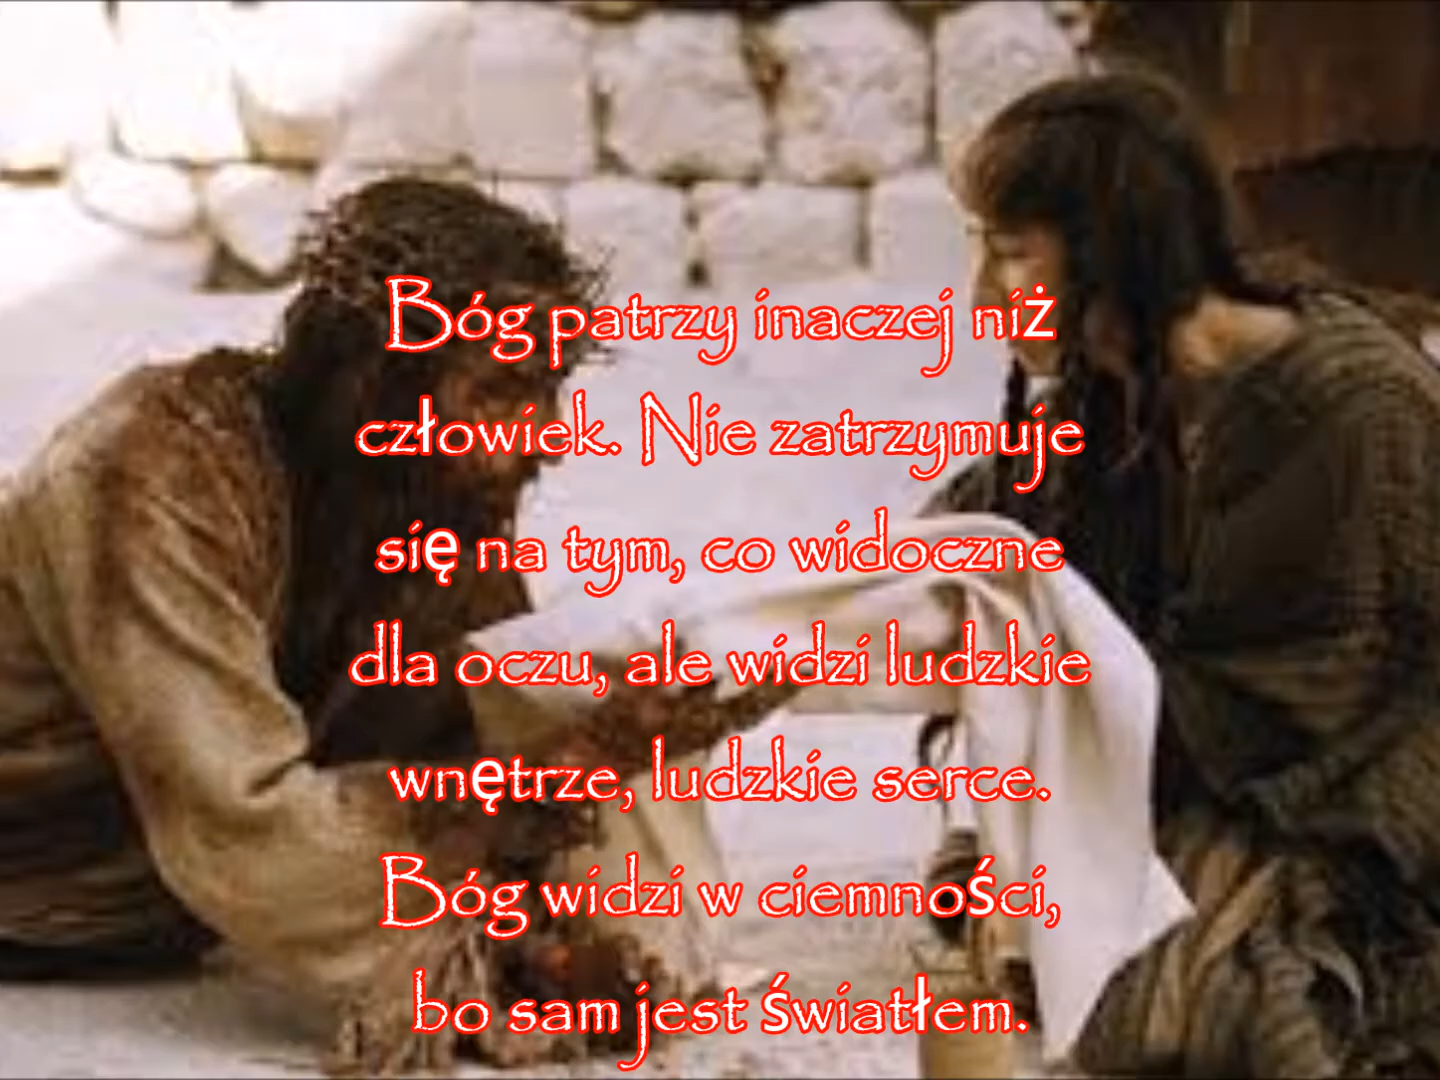 Bóg patrzy inaczej niż
człowiek. Nie zatrzymuje
się na tym, co widoczne
dla oczu, ale widzi ludzkie
wnętrze, ludzkie serce.
Bóg widzi w ciemności,
bo sam jest światłem.